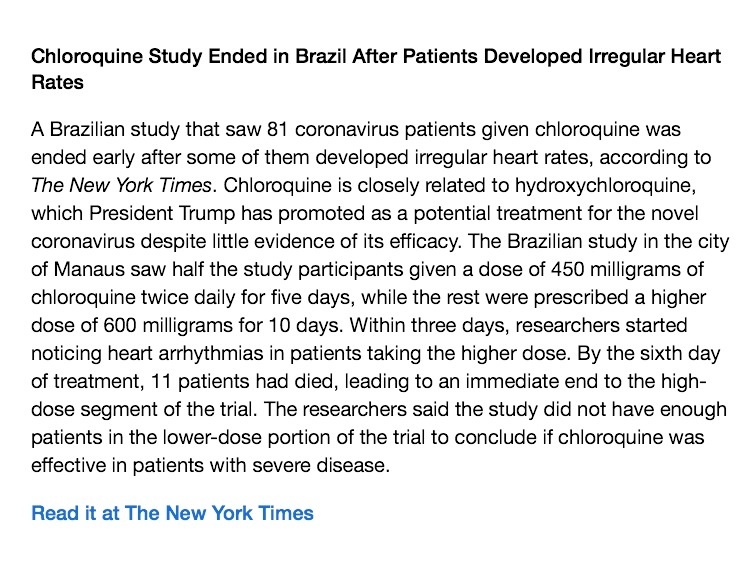 Chloroquine Study Ended in Brazil After Patients Developed Irregular Heart
Rates
A Brazilian study that saw 81 coronavirus patients given chloroquine was
ended early after some of them developed irregular heart rates, according to
The New York Times. Chloroquine is closely related to hydroxychloroquine,
which President Trump has promoted as a potential treatment for the novel
coronavirus despite little evidence of its efficacy. The Brazilian study in the city
of Manaus saw half the study participants given a dose of 450 milligrams of
chloroquine twice daily for five days, while the rest were prescribed a higher
dose of 600 milligrams for 10 days. Within three days, researchers started
noticing heart arrhythmias in patients taking the higher dose. By the sixth day
of treatment, 11 patients had died, leading to an immediate end to the high-
dose segment of the trial. The researchers said the study did not have enough
patients in the lower-dose portion of the trial to conclude if chloroquine was
effective in patients with severe disease.
Read it at The New York Times